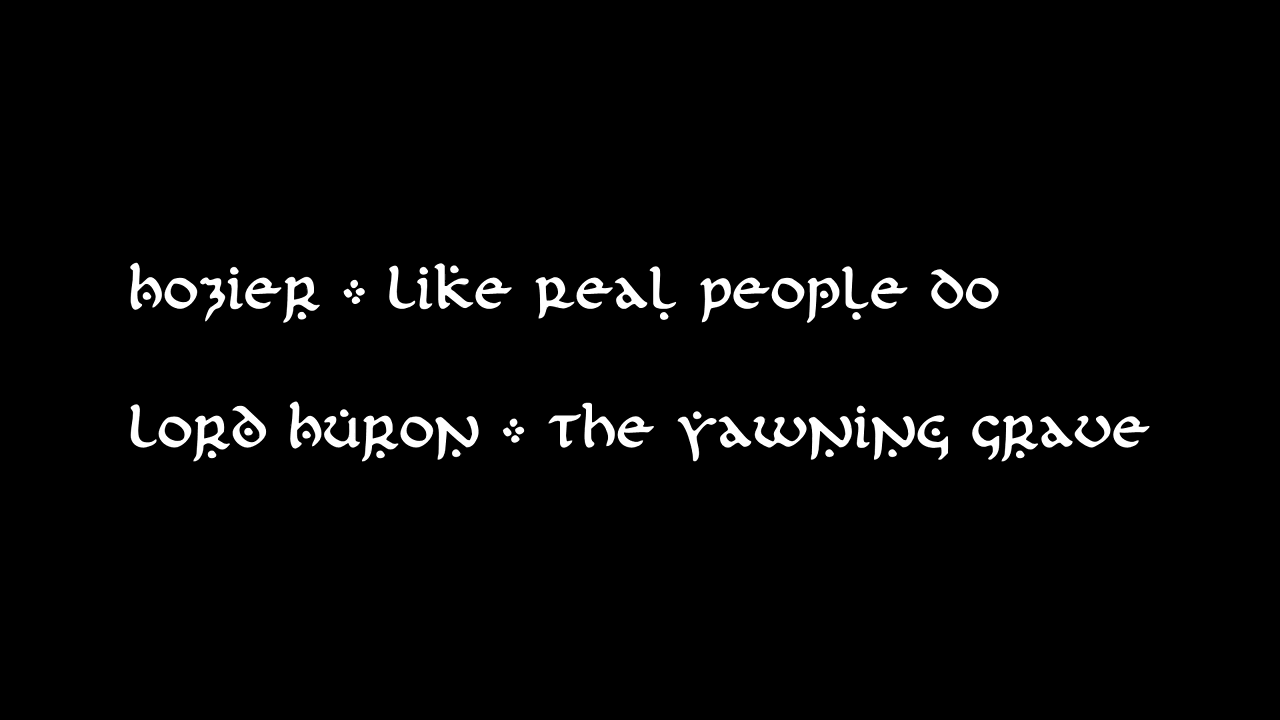 hozier ⁘ like real people do
lord huron ⁘ the yawning grave